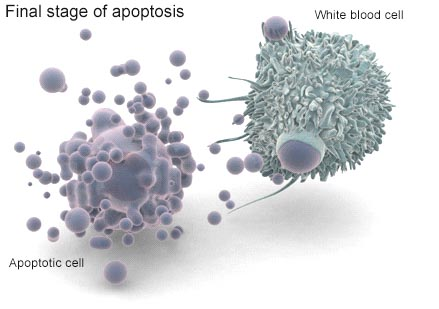 Final stage of apoptosis
White blood cell
Apoptotic cell